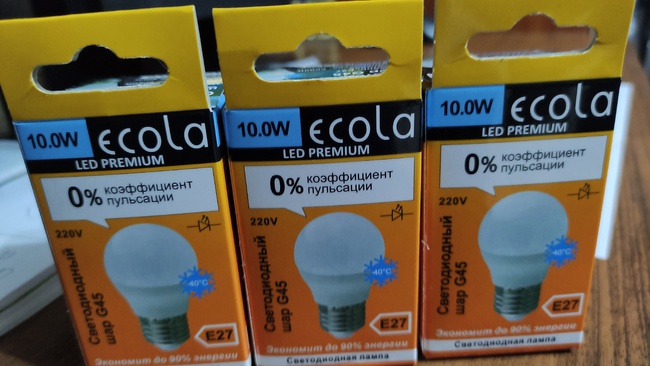 10.0W ecola
LED PREMIUM
0% коэффициент
пульсации
220V
Светодиодный
шар G45
-40°C
E27
Экономит до 90% энергии
10.0W ecola
LED PREMIUM
0% коэффициент
пульсации
220V
Светодиодный
шар G45
-40°C
E27
Экономит до 90% энергии
Светодиодная лампа
10.0W ecola
LED PREMIUM
0% коэффициент
пульсации
220V
Светодиодный
шар G45
-40°C
E27
Экономит до 90% энергии
Светодиодная лампа